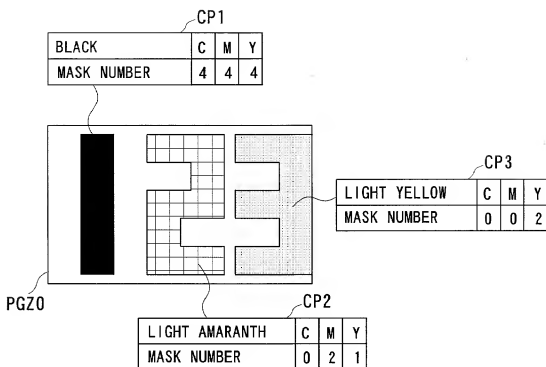 CP1
BLACK C M Y
MASK NUMBER 4 4 4
123
CP3
LIGHT YELLOW C M Y
MASK NUMBER 0 0 2
PGZ0
CP2
LIGHT AMARANTH C M Y
MASK NUMBER 0 2 1